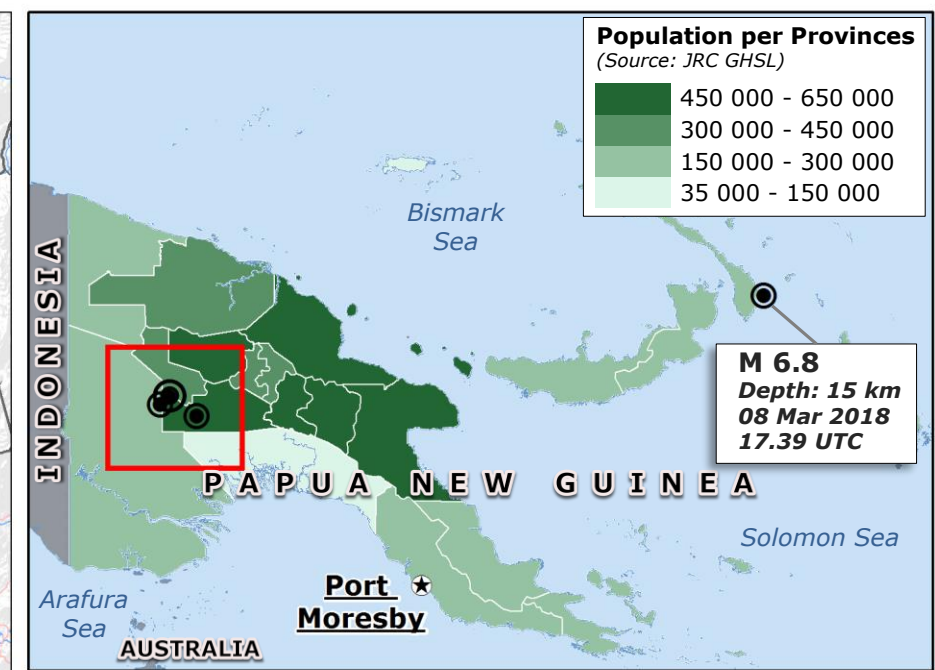 Population per Provinces
(Source: JRC GHSL)
450 000 - 650 000
300 000 - 450 000
150 000 - 300 000
35 000 - 150 000
Bismark
Sea
INDONESIA
M 6.8
Depth: 15 km
08 Mar 2018
17.39 UTC
PAPUA NEW GUINEA
Solomon Sea
Port
Moresby
Arafura
Sea
AUSTRALIA